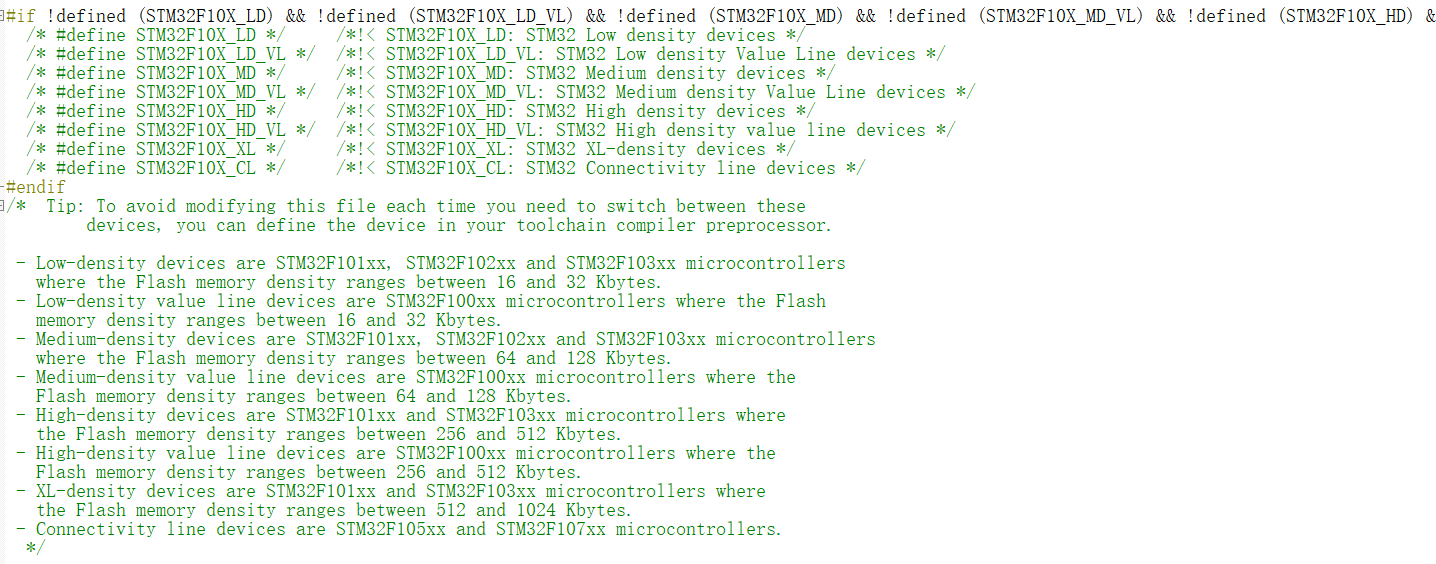 #if !defined (STM32F10X_LD) && !defined (STM32F10X_LD_VL) && !defined (STM32F10X_MD) && !defined (STM32F10X_MD_VL) && !defined (STM32F10X_HD) &
/* #define STM32F10X_LD */     /*!< STM32F10X_LD: STM32 Low density devices */
/* #define STM32F10X_LD_VL */  /*!< STM32F10X_LD_VL: STM32 Low density Value Line devices */
/* #define STM32F10X_MD */     /*!< STM32F10X_MD: STM32 Medium density devices */
/* #define STM32F10X_MD_VL */  /*!< STM32F10X_MD_VL: STM32 Medium density Value Line devices */
/* #define STM32F10X_HD */     /*!< STM32F10X_HD: STM32 High density devices */
/* #define STM32F10X_HD_VL */  /*!< STM32F10X_HD_VL: STM32 High density value line devices */
/* #define STM32F10X_XL */     /*!< STM32F10X_XL: STM32 XL-density devices */
/* #define STM32F10X_CL */     /*!< STM32F10X_CL: STM32 Connectivity line devices */
#endif
/*  Tip: To avoid modifying this file each time you need to switch between these
devices, you can define the device in your toolchain compiler preprocessor.
- Low-density devices are STM32F101xx, STM32F102xx and STM32F103xx microcontrollers
where the Flash memory density ranges between 16 and 32 Kbytes.
- Low-density value line devices are STM32F100xx microcontrollers where the Flash
memory density ranges between 16 and 32 Kbytes.
- Medium-density devices are STM32F101xx, STM32F102xx and STM32F103xx microcontrollers
where the Flash memory density ranges between 64 and 128 Kbytes.
- Medium-density value line devices are STM32F100xx microcontrollers where the
Flash memory density ranges between 64 and 128 Kbytes.
- High-density devices are STM32F101xx and STM32F103xx microcontrollers where
the Flash memory density ranges between 256 and 512 Kbytes.
- High-density value line devices are STM32F100xx microcontrollers where the
Flash memory density ranges between 256 and 512 Kbytes.
- XL-density devices are STM32F101xx and STM32F103xx microcontrollers where
the Flash memory density ranges between 512 and 1024 Kbytes.
- Connectivity line devices are STM32F105xx and STM32F107xx microcontrollers.
*/